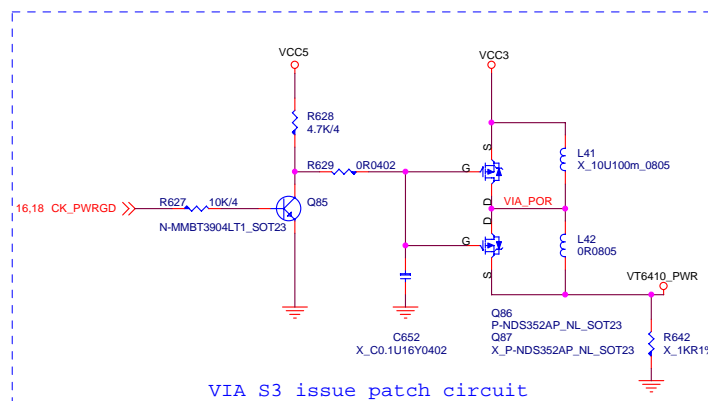 VCC5
VCC3
R628
4.7K/4
S
L41
X_10U100m_0805
R629
0R0402
G
16,18 CK_PWRGD
R627
10K/4
Q85
D
VIA_POR
N-MMBT3904LT1_SOT23
D
G
L42
0R0805
S
VT6410_PWR
Q86
P-NDS352AP_NL_SOT23
Q87
X_P-NDS352AP_NL_SOT23
C652
X_C0.1U16Y0402
R642
X_1KR1%
VIA S3 issue patch circuit